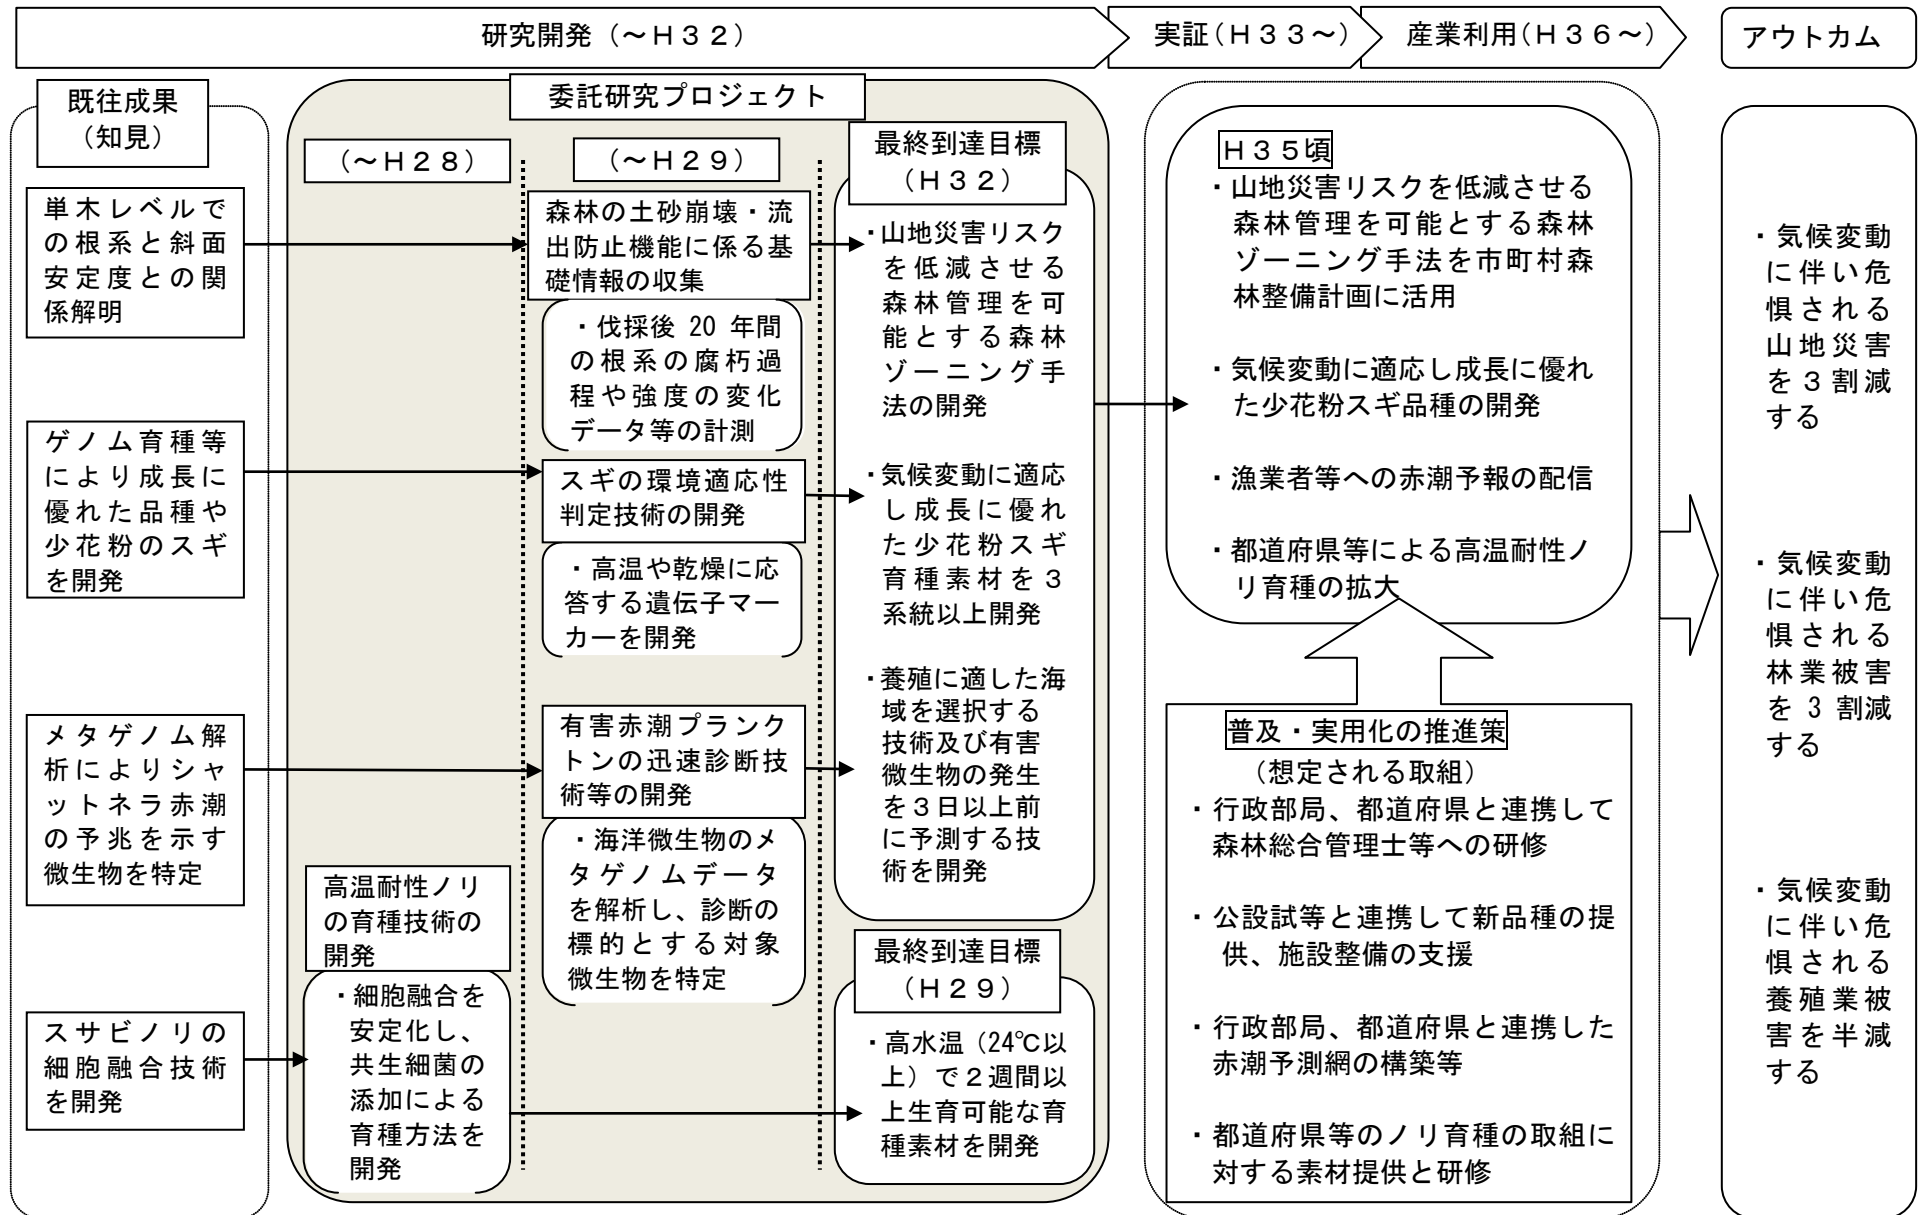 研究開発（～Ｈ３２）
実証（Ｈ３３～）
産業利用（Ｈ３６～）
アウトカム
既往成果
（知見）
単木レベルで
の根系と斜面
安定度との関
係解明
ゲノム育種等
により成長に
優れた品種や
少花粉のスギ
を開発
メタゲノム解
析によりシャ
ットネラ赤潮
の予兆を示す
微生物を特定
スサビノリの
細胞融合技術
を開発
委託研究プロジェクト
（～Ｈ２８）
高温耐性ノリ
の育種技術の
開発
・細胞融合を
安定化し、
共生細菌の
添加による
育種方法を
開発
（～Ｈ２９）
森林の土砂崩壊・流
出防止機能に係る基
礎情報の収集
・伐採後 20 年間
の根系の腐朽過
程や強度の変化
データ等の計測
スギの環境適応性
判定技術の開発
・高温や乾燥に応
答する遺伝子マー
カーを開発
有害赤潮プランク
トンの迅速診断技
術等の開発
・海洋微生物のメ
タゲノムデータ
を解析し、診断の
標的とする対象
微生物を特定
最終到達目標
（Ｈ３２）
・山地災害リスク
を低減させる
森林管理を可
能とする森林
ゾーニング手
法の開発
・気候変動に適応
し成長に優れ
た少花粉スギ
育種素材を３
系統以上開発
・養殖に適した海
域を選択する
技術及び有害
微生物の発生
を３日以上前
に予測する技
術を開発
最終到達目標
（Ｈ２９）
・高水温（24℃以
上）で２週間以
上生育可能な育
種素材を開発
Ｈ３５頃
・山地災害リスクを低減させる
森林管理を可能とする森林
ゾーニング手法を市町村森
林整備計画に活用
・気候変動に適応し成長に優れ
た少花粉スギ品種の開発
・漁業者等への赤潮予報の配信
・都道府県等による高温耐性ノ
リ育種の拡大
普及・実用化の推進策
（想定される取組）
・行政部局、都道府県と連携して
森林総合管理士等への研修
・公設試等と連携して新品種の提
供、施設整備の支援
・行政部局、都道府県と連携した
赤潮予測網の構築等
・都道府県等のノリ育種の取組に
対する素材提供と研修
・気候変動
に伴い危
惧される
山地災害
を３割減
する
・気候変動
に伴い危
惧される
林業被害
を 3 割減
する
・気候変動
に伴い危
惧される
養殖業被
害を半減
する